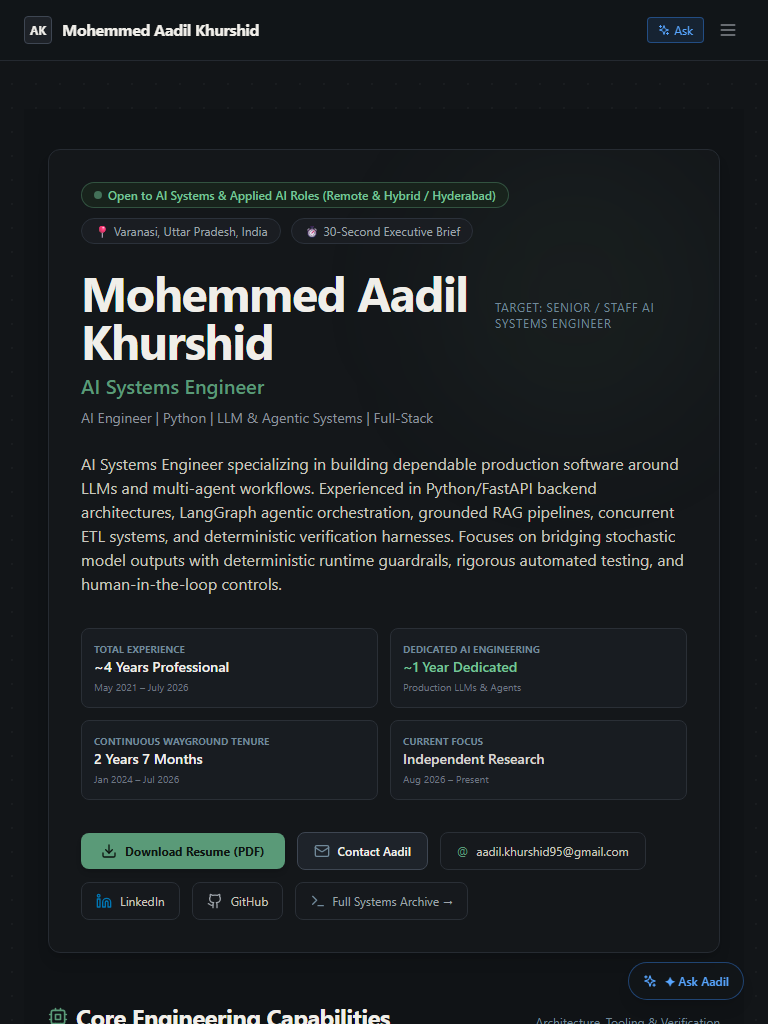 AK Mohemmed Aadil Khurshid
Ask
Open to AI Systems & Applied AI Roles (Remote & Hybrid / Hyderabad)
Varanasi, Uttar Pradesh, India
30-Second Executive Brief
Mohemmed Aadil
Khurshid
TARGET: SENIOR / STAFF AI
SYSTEMS ENGINEER
AI Systems Engineer
AI Engineer | Python | LLM & Agentic Systems | Full-Stack
AI Systems Engineer specializing in building dependable production software around
LLMs and multi-agent workflows. Experienced in Python/FastAPI backend
architectures, LangGraph agentic orchestration, grounded RAG pipelines, concurrent
ETL systems, and deterministic verification harnesses. Focuses on bridging stochastic
model outputs with deterministic runtime guardrails, rigorous automated testing, and
human-in-the-loop controls.
TOTAL EXPERIENCE
~4 Years Professional
May 2021 – July 2026
DEDICATED AI ENGINEERING
~1 Year Dedicated
Production LLMs & Agents
CONTINUOUS WAYGROUND TENURE
2 Years 7 Months
Jan 2024 – Jul 2026
CURRENT FOCUS
Independent Research
Aug 2026 – Present
Download Resume (PDF)
Contact Aadil
@ aadil.khurshid95@gmail.com
LinkedIn
GitHub
Full Systems Archive →
✦ Ask Aadil
Core Engineering Capabilities
Architecture, Tooling & Verification